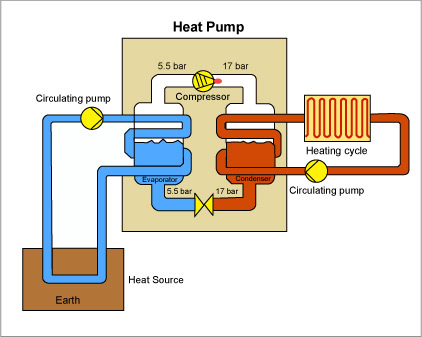 Heat Pump
5.5 bar
17 bar
Circulating pump
Compressor
Heating cycle
Evaporator
Condenser
5.5 bar
17 bar
Circulating pump
Heat Source
Earth